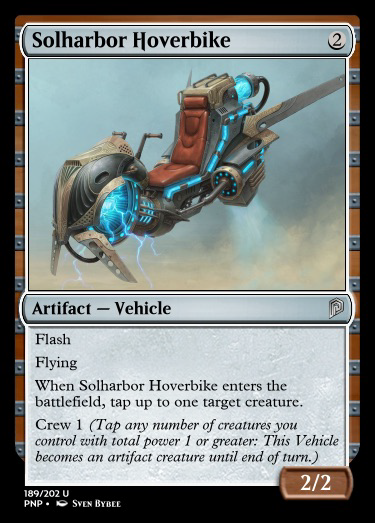 Solharbor Hoverbike 2
Artifact — Vehicle
Flash
Flying
When Solharbor Hoverbike enters the
battlefield, tap up to one target creature.
Crew 1 (Tap any number of creatures you
control with total power 1 or greater: This Vehicle
becomes an artifact creature until end of turn.)
2/2
189/202 U
PNP • Sven Bybee